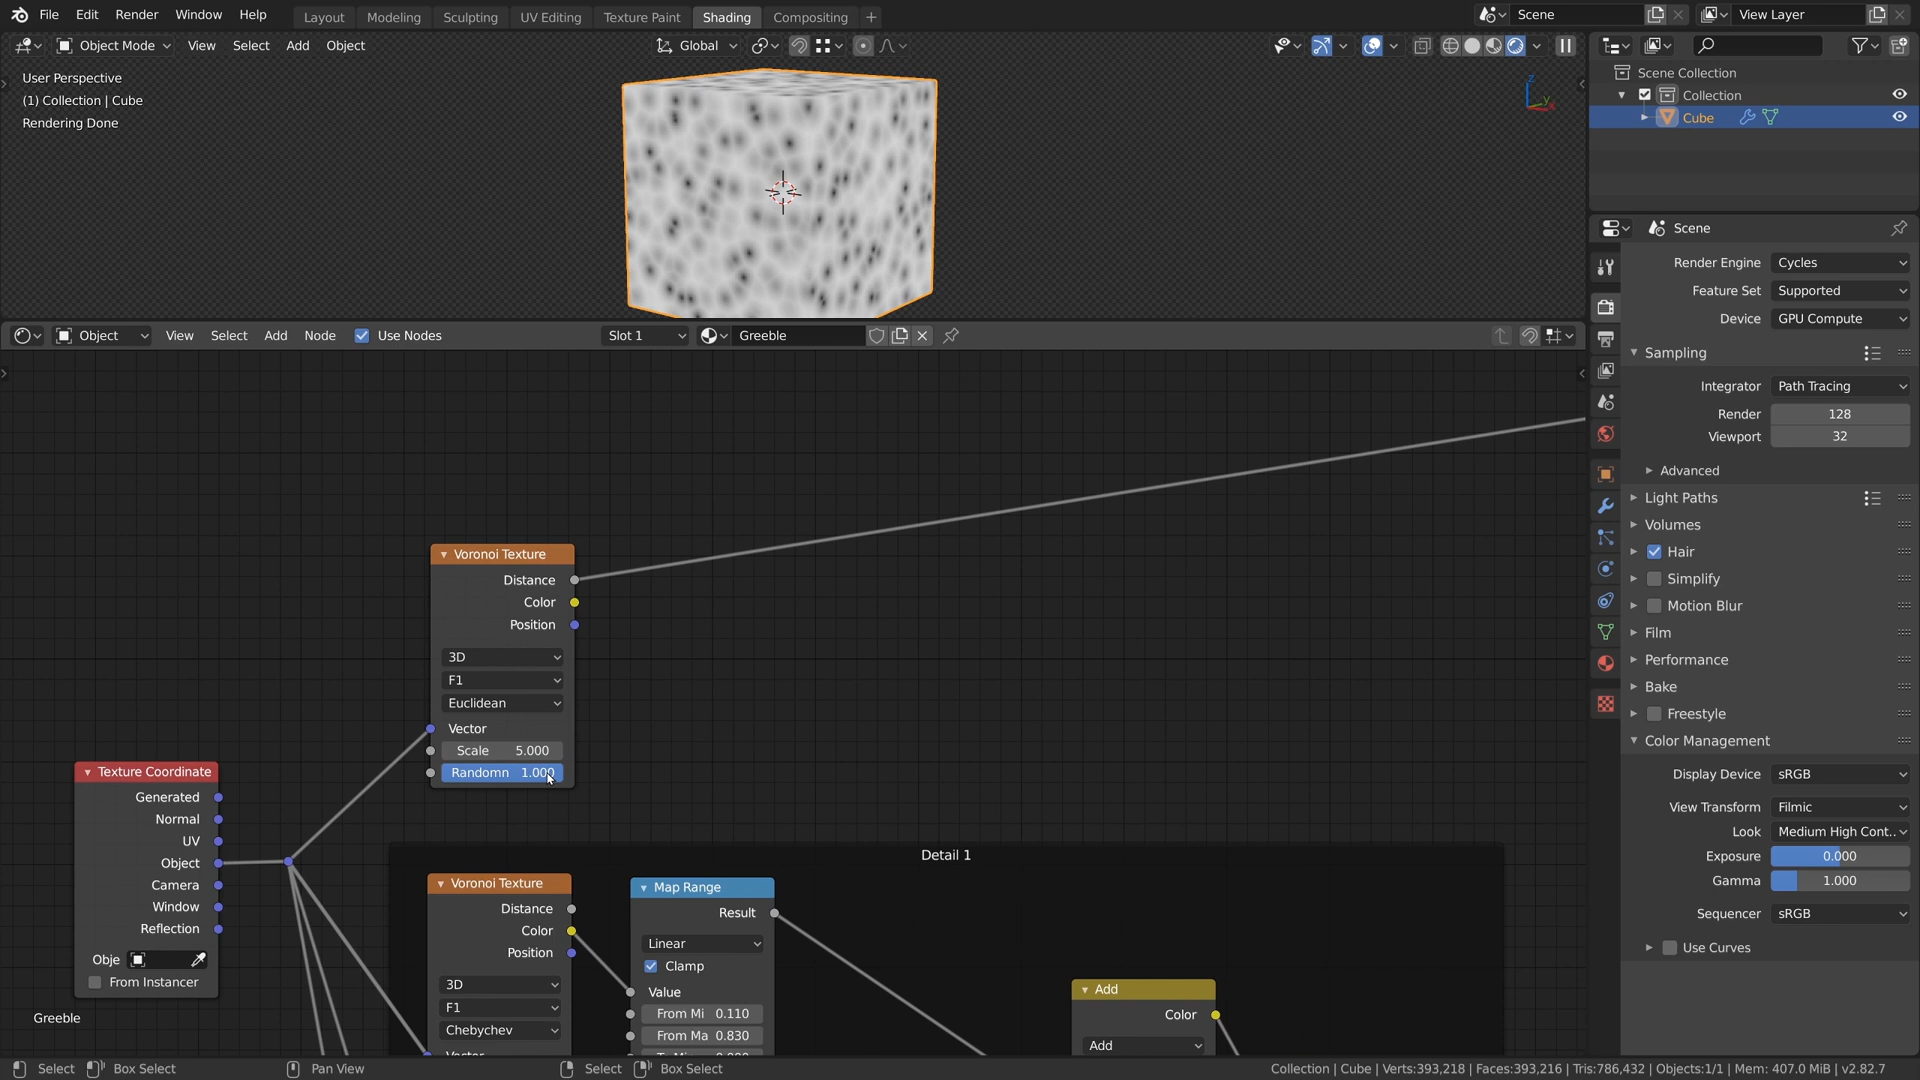 File Edit Render Window Help Layout Modeling Sculpting UV Editing Texture Paint Shading Compositing + Scene View Layer
Object Mode View Select Add Object Global
User Perspective
(1) Collection | Cube
Rendering Done
Z
Y
Scene Collection
Collection
Cube
Object View Select Add Node Use Nodes Slot 1 Greeble
Voronoi Texture
Distance
Color
Position
3D
F1
Euclidean
Vector
Scale 5.000
Randomn 1.000
Texture Coordinate
Generated
Normal
UV
Object
Camera
Window
Reflection
Obje
From Instancer
Greeble
Detail 1
Voronoi Texture
Distance
Color
Position
3D
F1
Chebychev
Vector
Map Range
Result
Linear
Clamp
Value
From Mi 0.110
From Ma 0.830
Add
Color
Add
Scene
Render Engine Cycles
Feature Set Supported
Device GPU Compute
Sampling
Integrator Path Tracing
Render 128
Viewport 32
Advanced
Light Paths
Volumes
Hair
Simplify
Motion Blur
Film
Performance
Bake
Freestyle
Color Management
Display Device sRGB
View Transform Filmic
Look Medium High Cont..
Exposure 0.000
Gamma 1.000
Sequencer sRGB
Use Curves
Select Box Select Pan View Select Box Select Collection | Cube | Verts:393,218 | Faces:393,216 | Tris:786,432 | Objects:1/1 | Mem: 407.0 MiB | v2.82.7